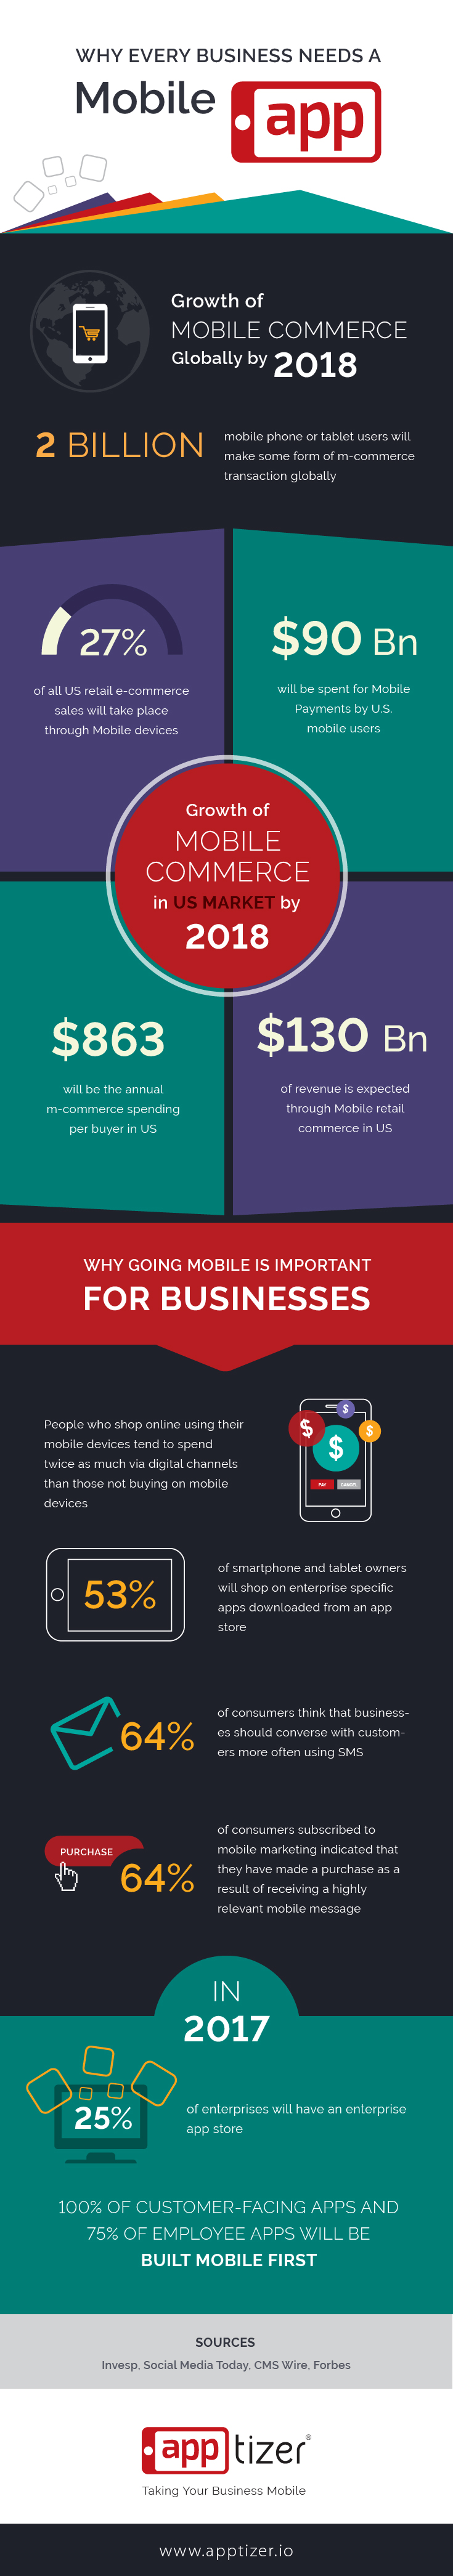 WHY EVERY BUSINESS NEEDS A
Mobile app
Growth of
MOBILE COMMERCE
Globally by 2018
2 BILLION
mobile phone or tablet users will
make some form of m-commerce
transaction globally
27%
of all US retail e-commerce
sales will take place
through Mobile devices
$90 Bn
will be spent for Mobile
Payments by U.S.
mobile users
Growth of
MOBILE
COMMERCE
in US MARKET by
2018
$863
will be the annual
m-commerce spending
per buyer in US
$130 Bn
of revenue is expected
through Mobile retail
commerce in US
WHY GOING MOBILE IS IMPORTANT
FOR BUSINESSES
People who shop online using their
mobile devices tend to spend
twice as much via digital channels
than those not buying on mobile
devices
$
$
$
$
PAY
CANCEL
53%
of smartphone and tablet owners
will shop on enterprise specific
apps downloaded from an app
store
64%
of consumers think that business-
es should converse with custom-
ers more often using SMS
PURCHASE
64%
of consumers subscribed to
mobile marketing indicated that
they have made a purchase as a
result of receiving a highly
relevant mobile message
IN
2017
25%
of enterprises will have an enterprise
app store
100% OF CUSTOMER-FACING APPS AND
75% OF EMPLOYEE APPS WILL BE
BUILT MOBILE FIRST
SOURCES
Invesp, Social Media Today, CMS Wire, Forbes
apptizer®
Taking Your Business Mobile
www.apptizer.io